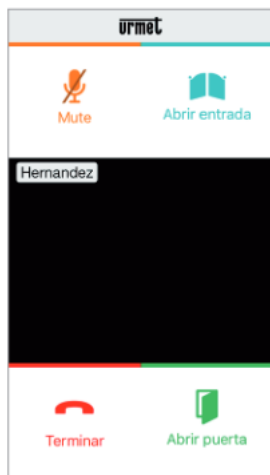 urmet
Mute
Abrir entrada
Hernandez
Terminar
Abrir puerta